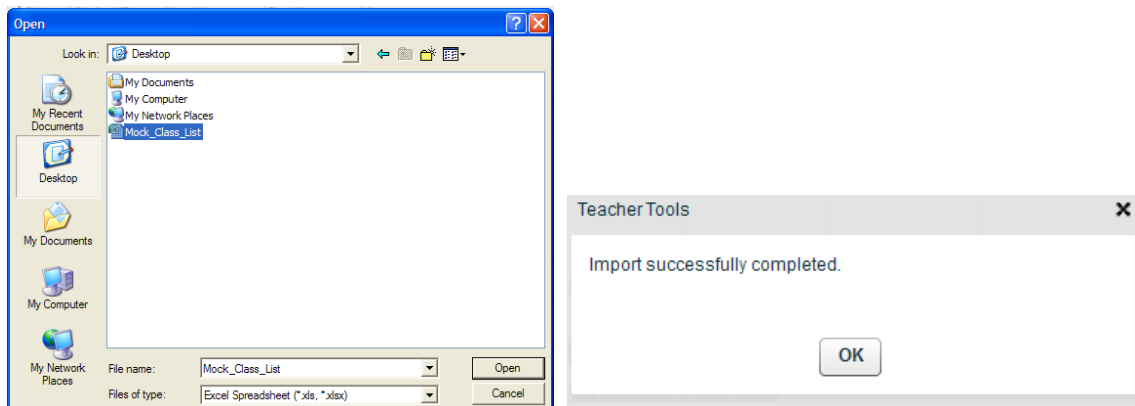 Open
Look in: Desktop
My Recent
Documents
Desktop
My Documents
My Computer
My Network
Places
My Documents
My Computer
My Network Places
Mock_Class_List
File name: Mock_Class_List Open
Files of type: Excel Spreadsheet (*.xls, *.xlsx) Cancel
Teacher Tools
Import successfully completed.
OK